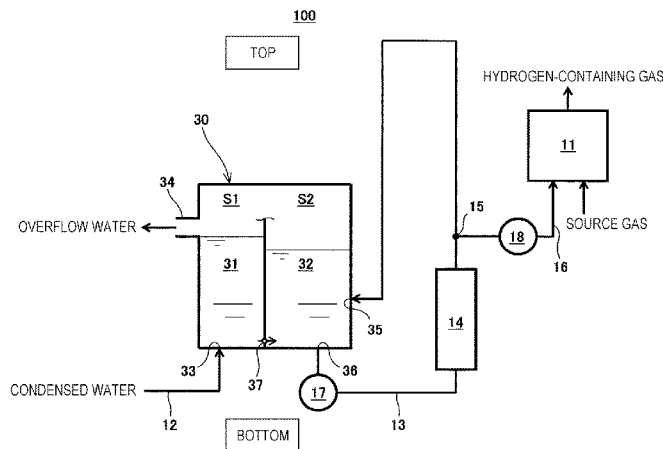 100
TOP
HYDROGEN-CONTAINING GAS
30
11
34
S1
S2
15
OVERFLOW WATER
18
SOURCE GAS
16
31
32
35
14
33
37
36
CONDENSED WATER
17
12
13
BOTTOM